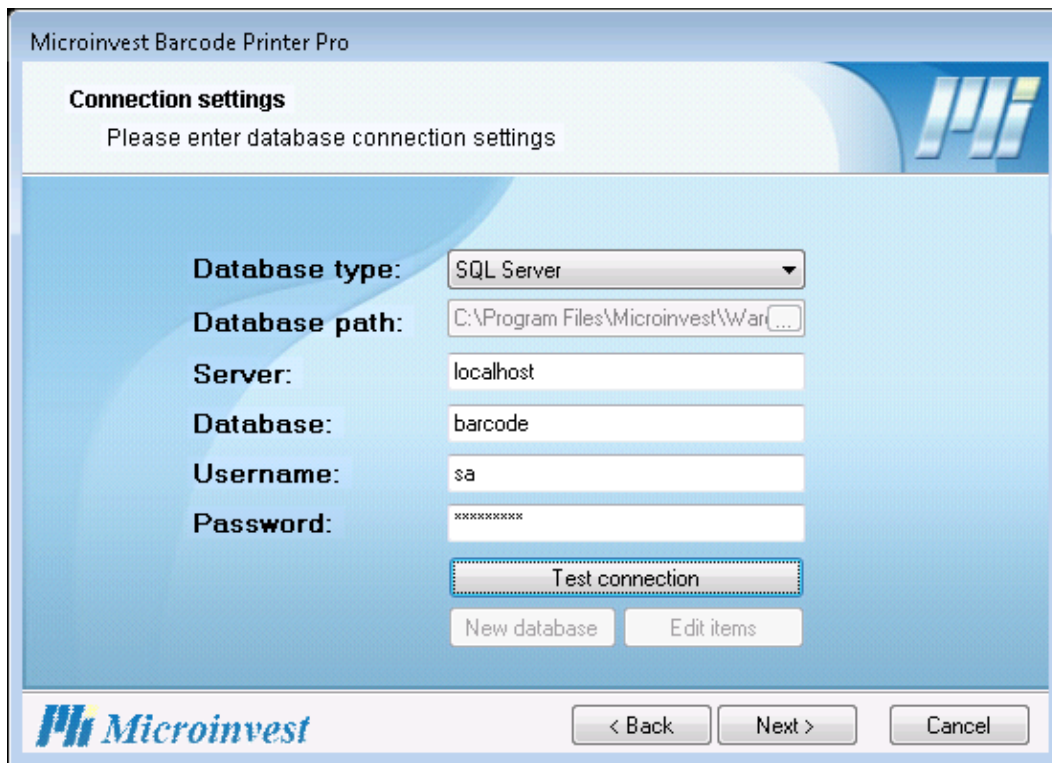 Microinvest Barcode Printer Pro
Connection settings
Please enter database connection settings
Mi
Database type: SQL Server
Database path: C:\Program Files\Microinvest\War ...
Server: localhost
Database: barcode
Username: sa
Password: *********
Test connection
New database Edit items
Mi Microinvest < Back Next > Cancel